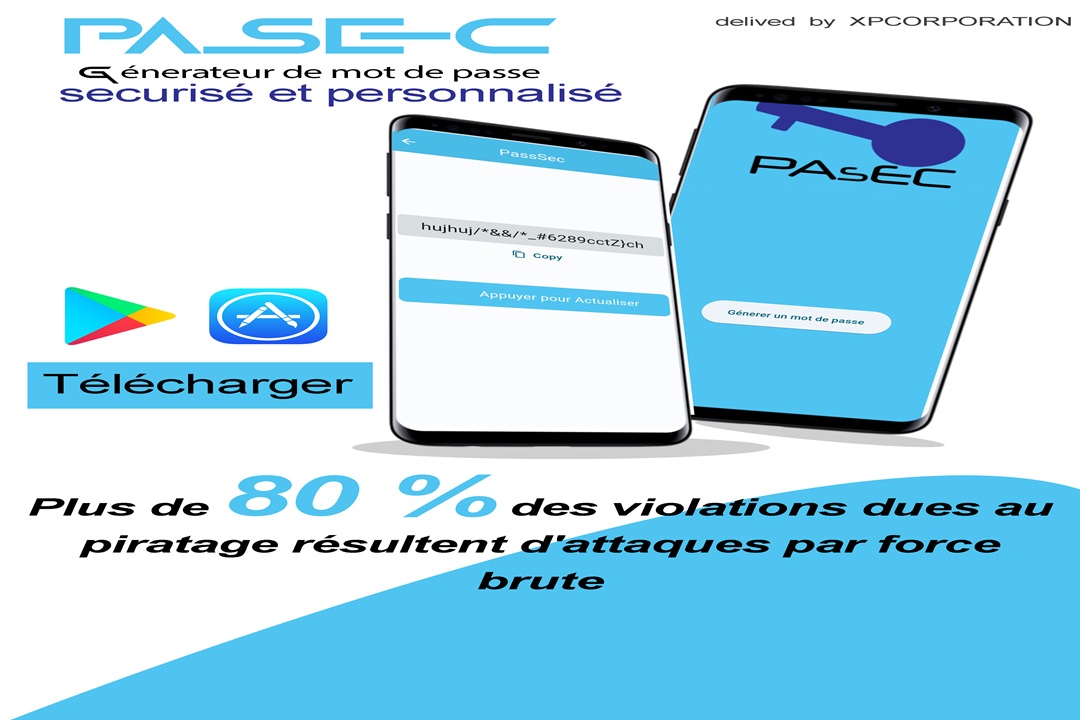 PASEC
delived by XPCORPORATION
Génerateur de mot de passe
securisé et personnalisé
PassSec
hujhuj/*&&/*_#6289cctZ}ch
Copy
Appuyer pour Actualiser
PAsEC
Génerer un mot de passe
Télécharger
Plus de 80 % des violations dues au
piratage résultent d'attaques par force
brute